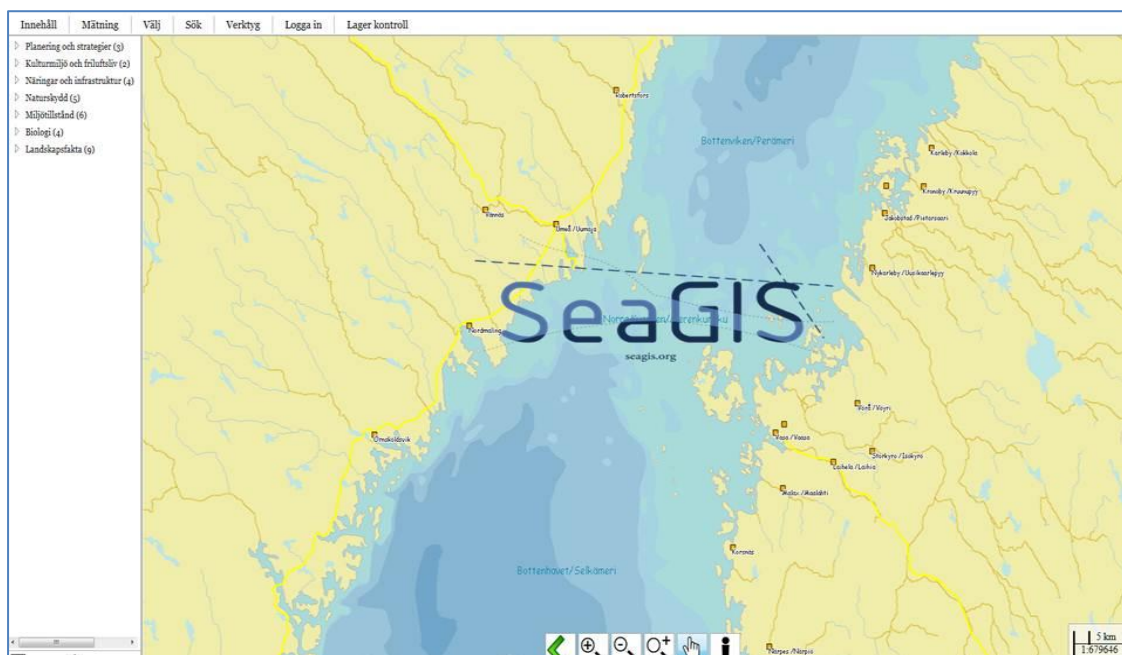 Innehåll Mätning Välj Sök Verktyg Logga in Lager kontroll
Planering och strategier (3)
Kulturmiljö och friluftsliv (2)
Näringar och infrastruktur (4)
Naturskydd (5)
Miljötillstånd (6)
Biologi (4)
Landskapsfakta (9)
Robertsfors
Bottenviken/Perämeri
Karleby/Kokkola
Kronoby/Kruunupyy
Vännäs
Jakobstad/Pietarsaari
Umeå/Uumaja
Nykarleby/Uusikaarlepyy
SeaGIS
Nordmaling
seagis.org
Vörå/Vöyri
Vasa/Vaasa
Örnsköldsvik
Storkyro/Isokyrö
Laihela/Laihia
Malax/Maalahti
Korsnäs
Bottenhavet/Selkämeri
5 km
Närpes/Närpiö
1:679646